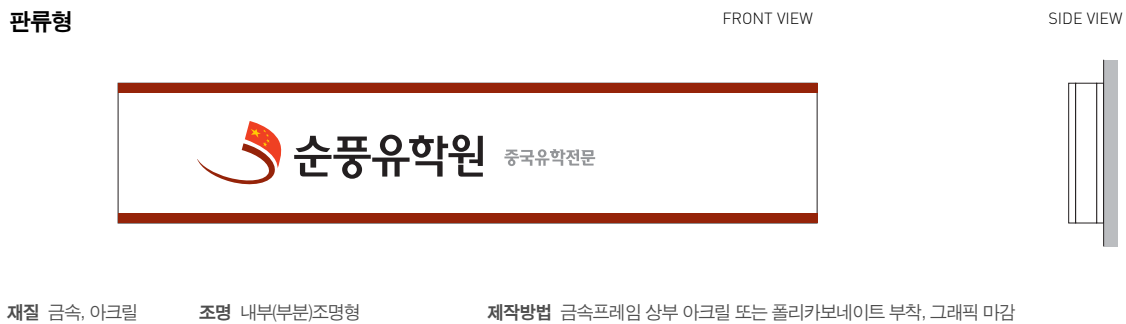 판류형 FRONT VIEW SIDE VIEW
순풍유학원 중국유학전문
재질 금속, 아크릴 조명 내부(부분)조명형 제작방법 금속프레임 상부 아크릴 또는 폴리카보네이트 부착, 그래픽 마감